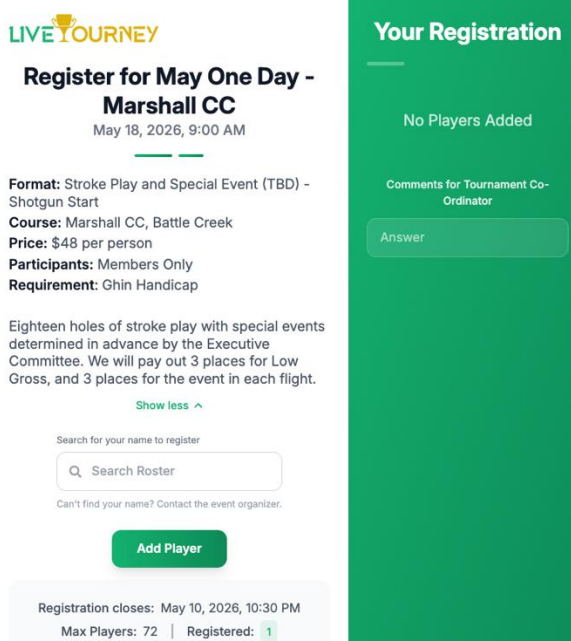 LIVETOURNEY
Register for May One Day -
Marshall CC
May 18, 2026, 9:00 AM
Format: Stroke Play and Special Event (TBD) -
Shotgun Start
Course: Marshall CC, Battle Creek
Price: $48 per person
Participants: Members Only
Requirement: Ghin Handicap
Eighteen holes of stroke play with special events
determined in advance by the Executive
Committee. We will pay out 3 places for Low
Gross, and 3 places for the event in each flight.
Show less
Search for your name to register
Search Roster
Can't find your name? Contact the event organizer.
Add Player
Registration closes: May 10, 2026, 10:30 PM
Max Players: 72 | Registered: 1
Your Registration
No Players Added
Comments for Tournament Co-
Ordinator
Answer